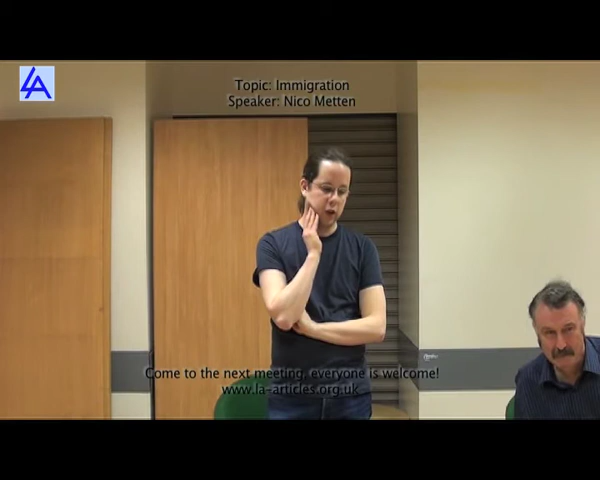 LA
Topic: Immigration
Speaker: Nico Metten
Come to the next meeting, everyone is welcome!
www.la-articles.org.uk